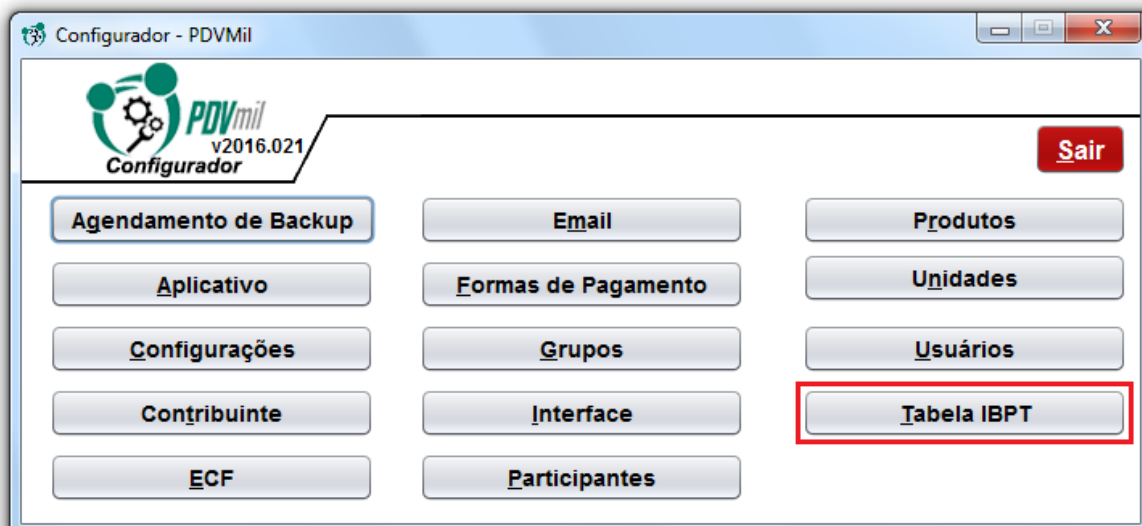 Configurador - PDVMil
PDVmil
v2016.021
Configurador
Sair
Agendamento de Backup
Email
Produtos
Aplicativo
Formas de Pagamento
Unidades
Configurações
Grupos
Usuários
Contribuinte
Interface
Tabela IBPT
ECF
Participantes